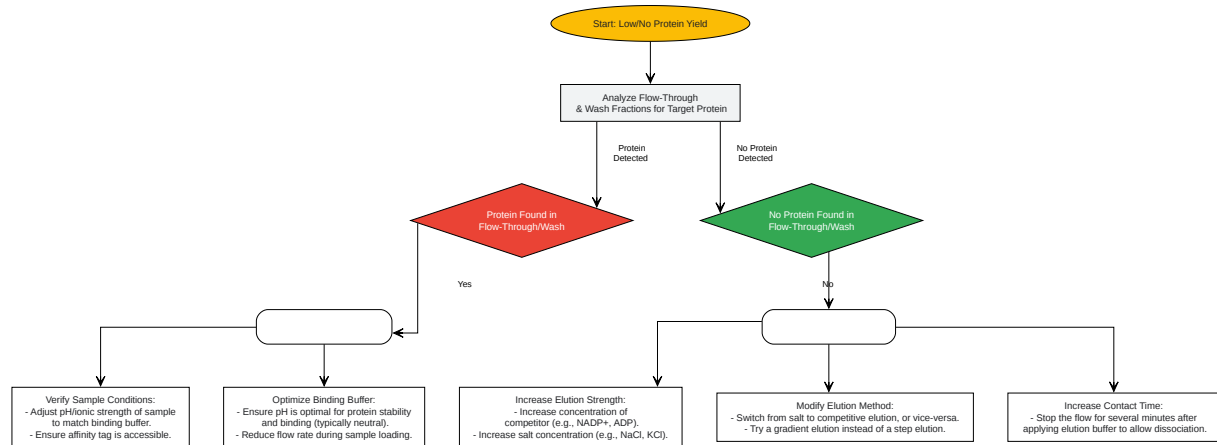 Start: Low/No Protein Yield
Analyze Flow-Through
& Wash Fractions for Target Protein
Protein
Detected
No Protein
Detected
Protein Found in
Flow-Through/Wash
No Protein Found in
Flow-Through/Wash
Yes
No
Verify Sample Conditions:
- Adjust pH/ionic strength of sample
to match binding buffer.
- Ensure affinity tag is accessible.
Optimize Binding Buffer:
- Ensure pH is optimal for protein stability
and binding (typically neutral).
- Reduce flow rate during sample loading.
Increase Elution Strength:
- Increase concentration of
competitor (e.g., NADP+, ADP).
- Increase salt concentration (e.g., NaCl, KCl).
Modify Elution Method:
- Switch from salt to competitive elution, or vice-versa.
- Try a gradient elution instead of a step elution.
Increase Contact Time:
- Stop the flow for several minutes after
applying elution buffer to allow dissociation.